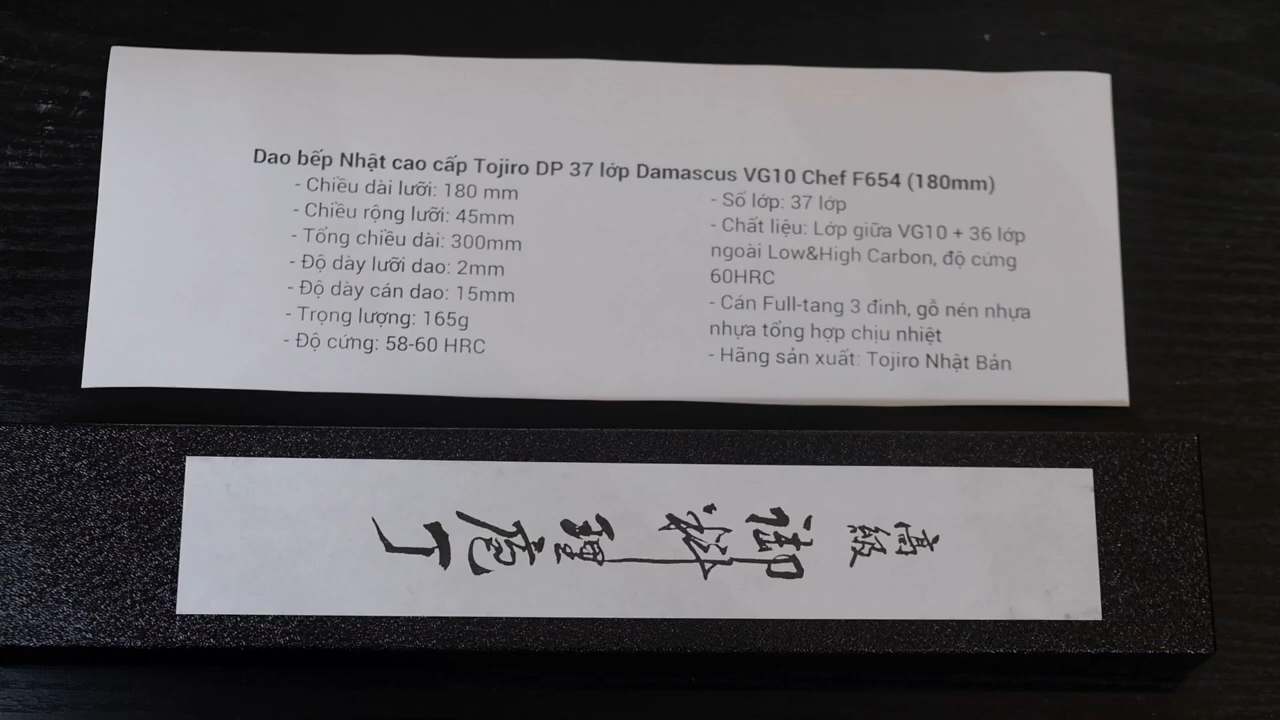 Dao bếp Nhật cao cấp Tojiro DP 37 lớp Damascus VG10 Chef F654 (180mm)
- Chiều dài lưỡi: 180 mm
- Chiều rộng lưỡi: 45mm
- Tổng chiều dài: 300mm
- Độ dày lưỡi dao: 2mm
- Độ dày cán dao: 15mm
- Trọng lượng: 165g
- Độ cứng: 58-60 HRC
- Số lớp: 37 lớp
- Chất liệu: Lớp giữa VG10 + 36 lớp
ngoài Low&High Carbon, độ cứng
60HRC
- Cán Full-tang 3 đinh, gỗ nén nhựa
nhựa tổng hợp chịu nhiệt
- Hãng sản xuất: Tojiro Nhật Bản
高級
御料理庖丁